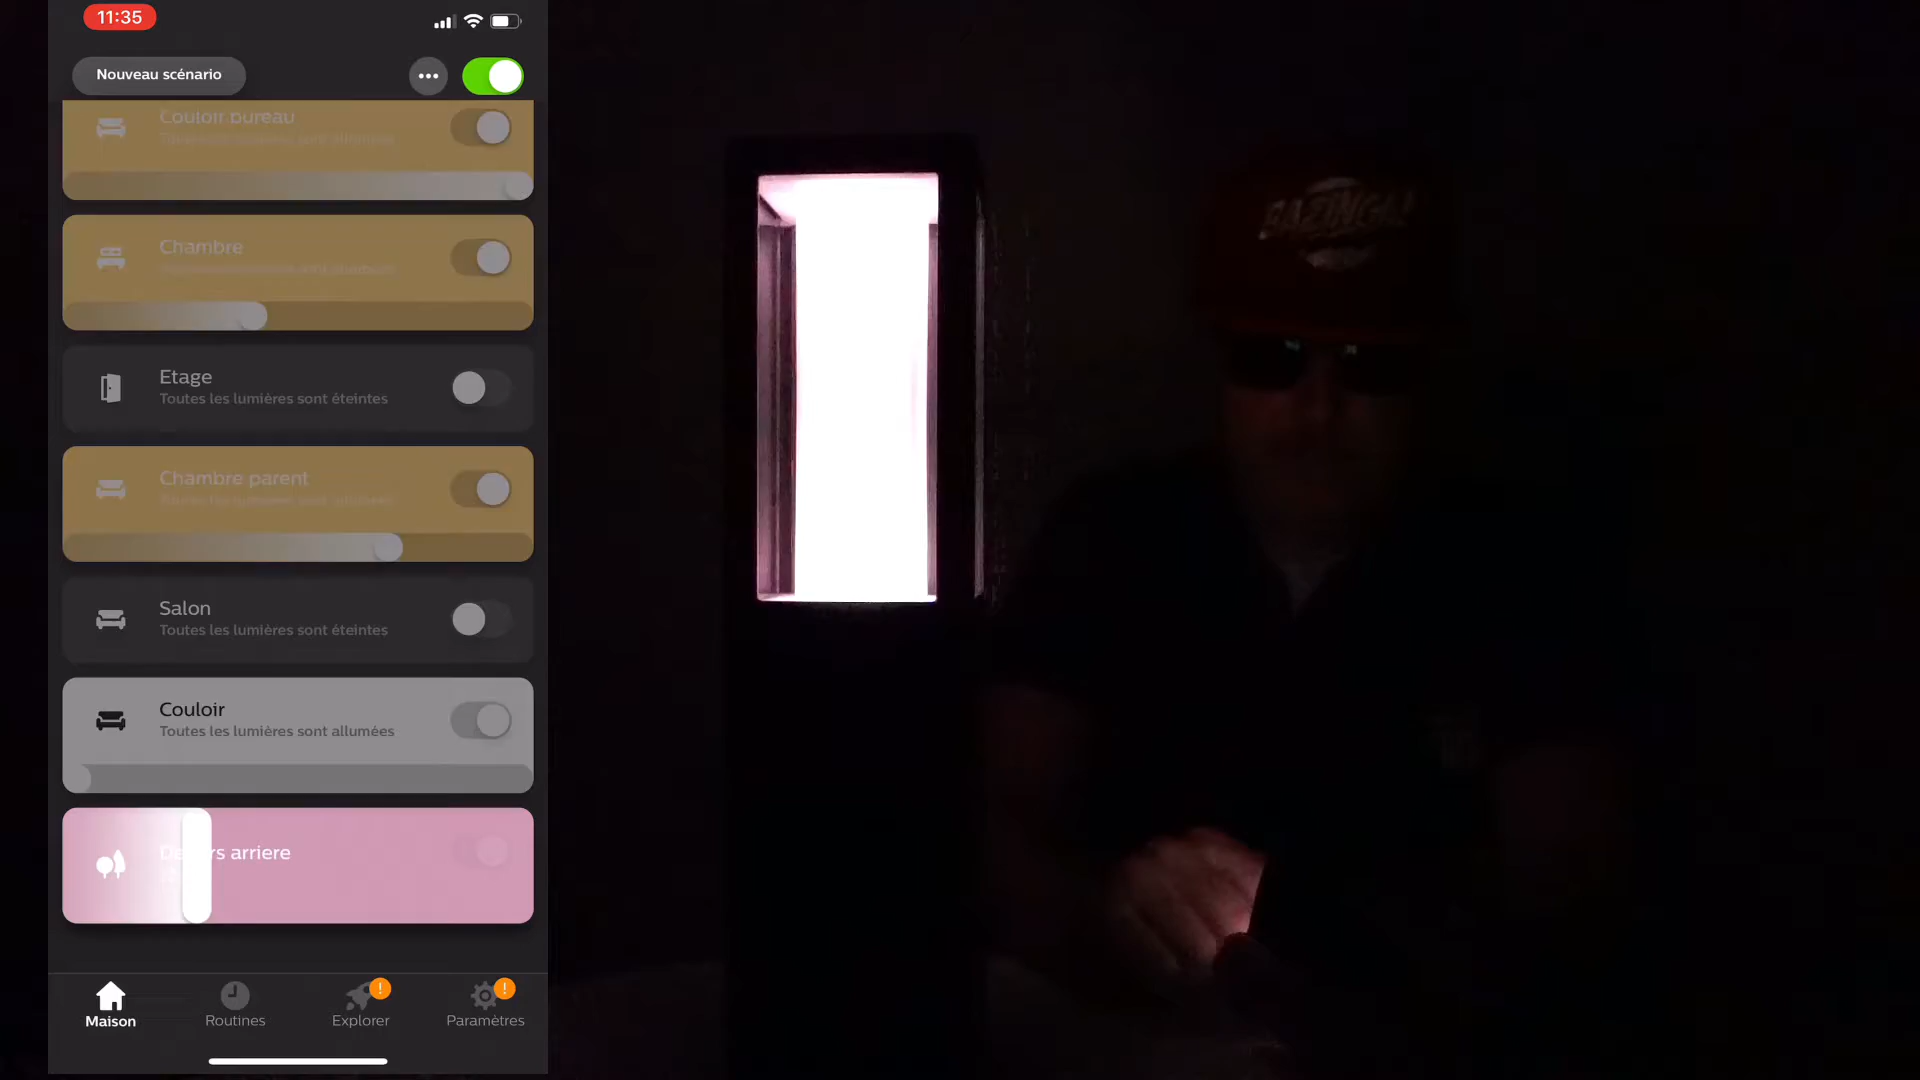 11:35
Nouveau scénario
Couloir bureau
Chambre
Etage
Toutes les lumières sont éteintes
Chambre parent
Salon
Toutes les lumières sont éteintes
Couloir
Toutes les lumières sont allumées
arriere
Maison
Routines
Explorer
Paramètres
BAZINGA!